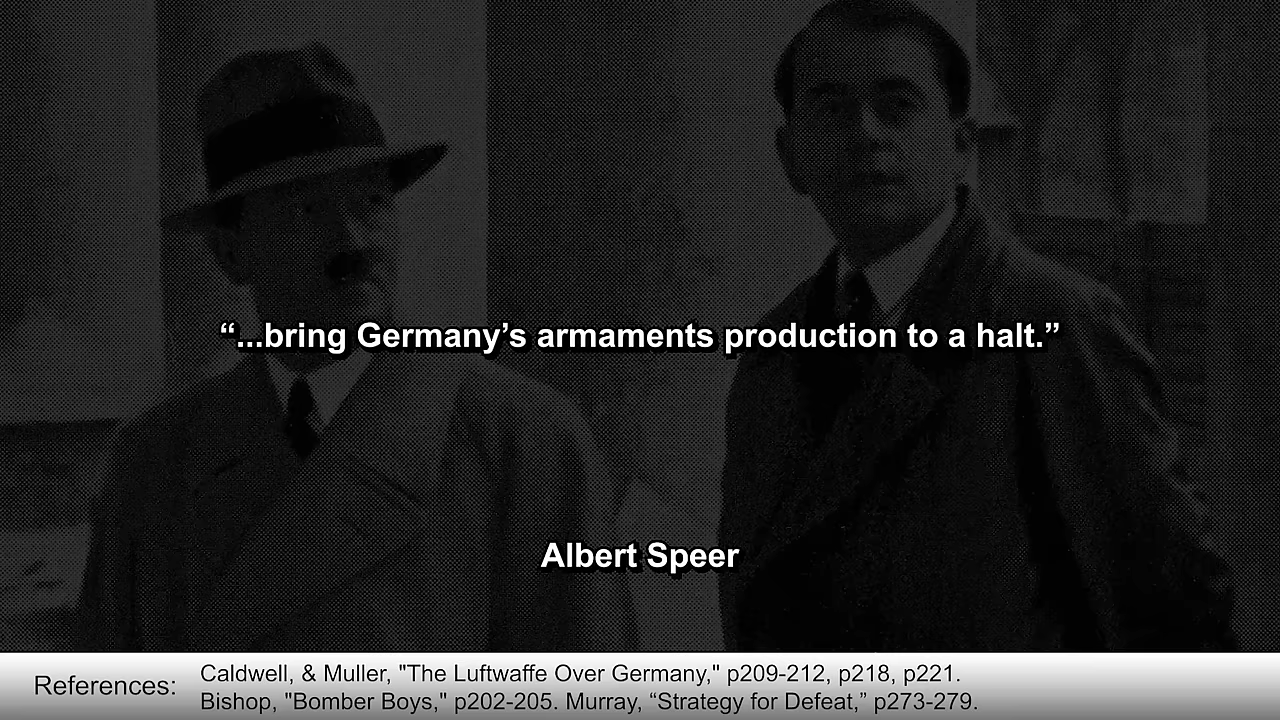 “...bring Germany’s armaments production to a halt.”
Albert Speer
References:
Caldwell, & Muller, "The Luftwaffe Over Germany," p209-212, p218, p221.
Bishop, "Bomber Boys," p202-205. Murray, “Strategy for Defeat,” p273-279.